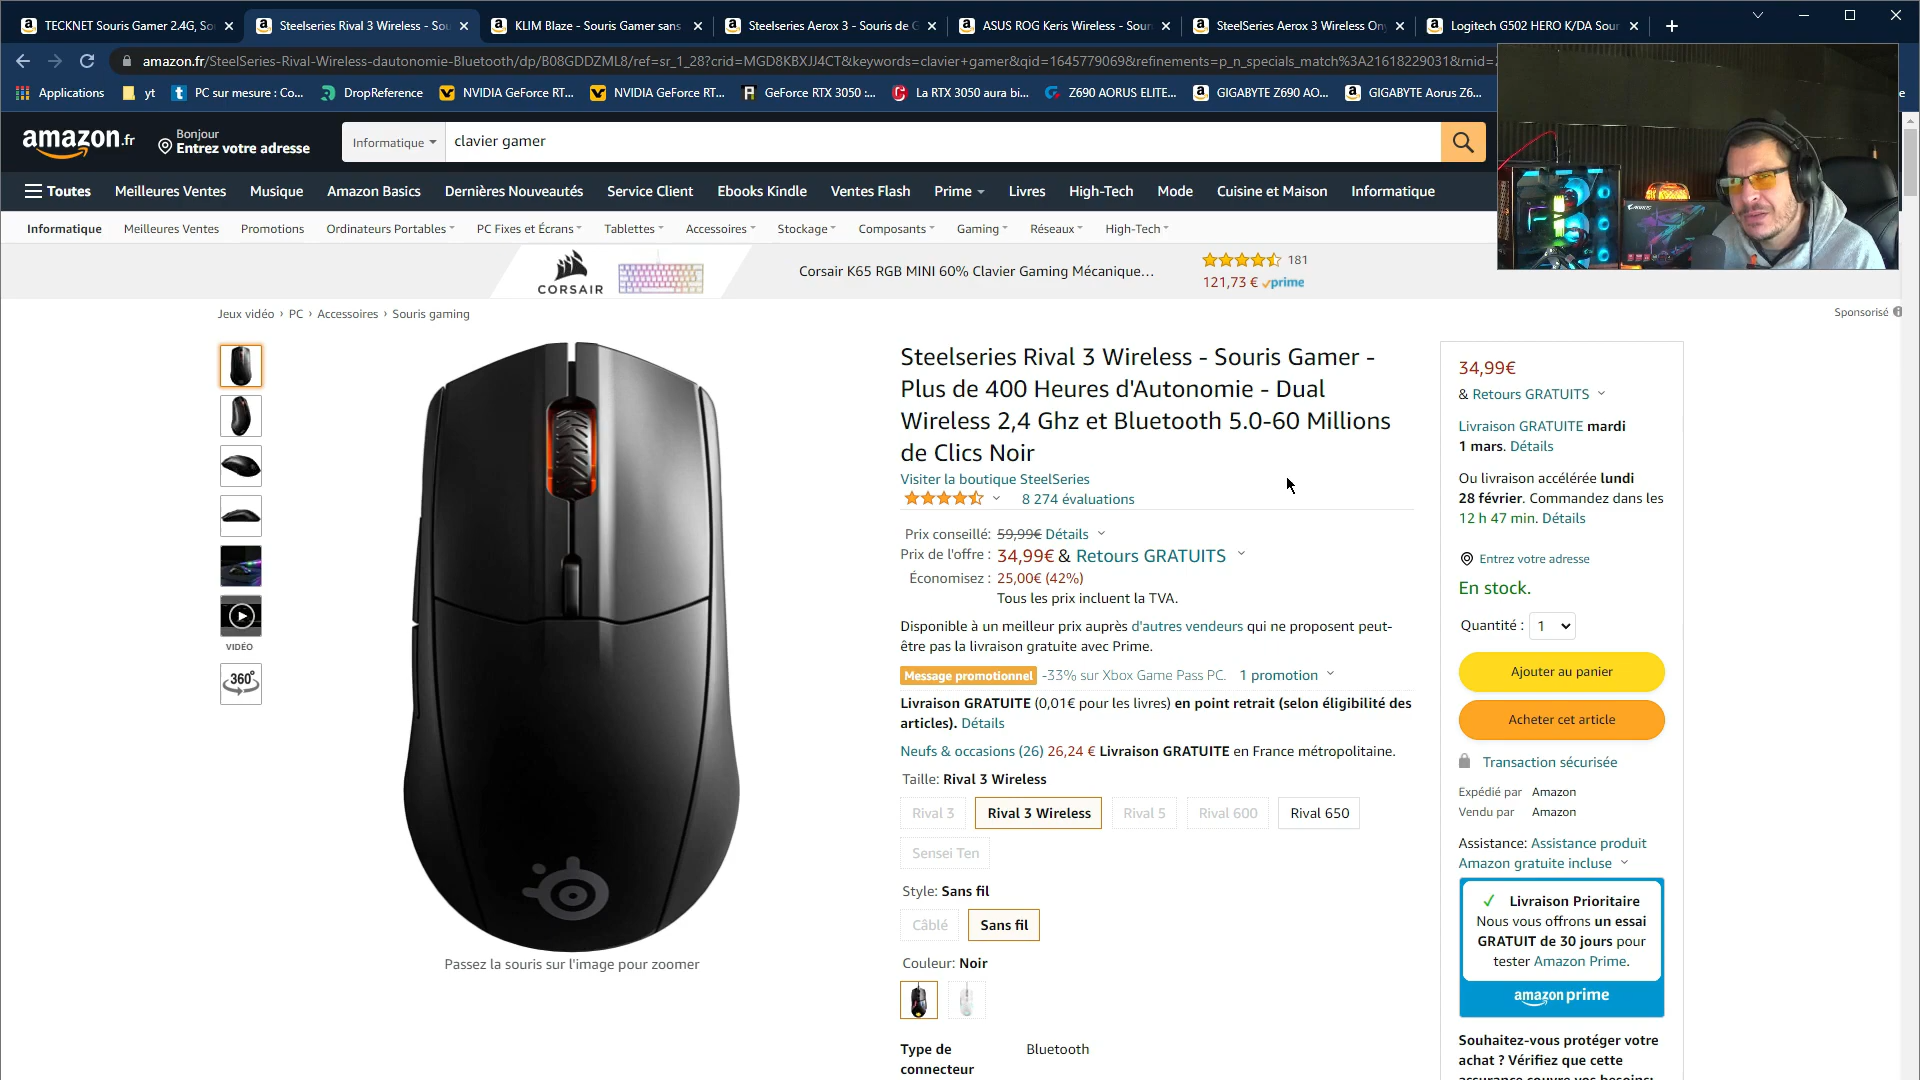 TECKNET Souris Gamer 2.4G, So
Steelseries Rival 3 Wireless - Sou
KLIM Blaze - Souris Gamer sans
Steelseries Aerox 3 - Souris de G
ASUS ROG Keris Wireless - Sour
SteelSeries Aerox 3 Wireless On
Logitech G502 HERO K/DA Sour
amazon.fr/SteelSeries-Rival-Wireless-dautonomie-Bluetooth/dp/B08GDDZML8/ref=sr_1_28?crid=MGD8KBXJJ4CT&keywords=clavier+gamer&qid=1645779069&refinements=p_n_specials_match%3A21618229031&rnid=2
Applications
yt
PC sur mesure : Co...
DropReference
NVIDIA GeForce RT...
NVIDIA GeForce RT...
GeForce RTX 3050 :...
La RTX 3050 aura bi...
Z690 AORUS ELITE...
GIGABYTE Z690 AO...
GIGABYTE Aorus Z6...
amazon.fr
Bonjour
Entrez votre adresse
Informatique
clavier gamer
Toutes
Meilleures Ventes
Musique
Amazon Basics
Dernières Nouveautés
Service Client
Ebooks Kindle
Ventes Flash
Prime
Livres
High-Tech
Mode
Cuisine et Maison
Informatique
Informatique
Meilleures Ventes
Promotions
Ordinateurs Portables
PC Fixes et Écrans
Tablettes
Accessoires
Stockage
Composants
Gaming
Réseaux
High-Tech
CORSAIR
Corsair K65 RGB MINI 60% Clavier Gaming Mécanique...
181
121,73 € prime
Sponsorisé
Jeux vidéo › PC › Accessoires › Souris gaming
VIDÉO
360°
Passez la souris sur l'image pour zoomer
Steelseries Rival 3 Wireless - Souris Gamer -
Plus de 400 Heures d'Autonomie - Dual
Wireless 2,4 Ghz et Bluetooth 5.0-60 Millions
de Clics Noir
Visiter la boutique SteelSeries
8 274 évaluations
Prix conseillé: 59,99€ Détails
Prix de l'offre : 34,99€ & Retours GRATUITS
Économisez : 25,00€ (42%)
Tous les prix incluent la TVA.
Disponible à un meilleur prix auprès d'autres vendeurs qui ne proposent peut-
être pas la livraison gratuite avec Prime.
Message promotionnel -33% sur Xbox Game Pass PC. 1 promotion
Livraison GRATUITE (0,01€ pour les livres) en point retrait (selon éligibilité des
articles). Détails
Neufs & occasions (26) 26,24 € Livraison GRATUITE en France métropolitaine.
Taille: Rival 3 Wireless
Rival 3
Rival 3 Wireless
Rival 5
Rival 600
Rival 650
Sensei Ten
Style: Sans fil
Câblé
Sans fil
Couleur: Noir
Type de
connecteur
Bluetooth
34,99€
& Retours GRATUITS
Livraison GRATUITE mardi
1 mars. Détails
Ou livraison accélérée lundi
28 février. Commandez dans les
12 h 47 min. Détails
Entrez votre adresse
En stock.
Quantité : 1
Ajouter au panier
Acheter cet article
Transaction sécurisée
Expédié par Amazon
Vendu par Amazon
Assistance: Assistance produit
Amazon gratuite incluse
Livraison Prioritaire
Nous vous offrons un essai
GRATUIT de 30 jours pour
tester Amazon Prime.
amazon prime
Souhaitez-vous protéger votre
achat ? Vérifiez que cette